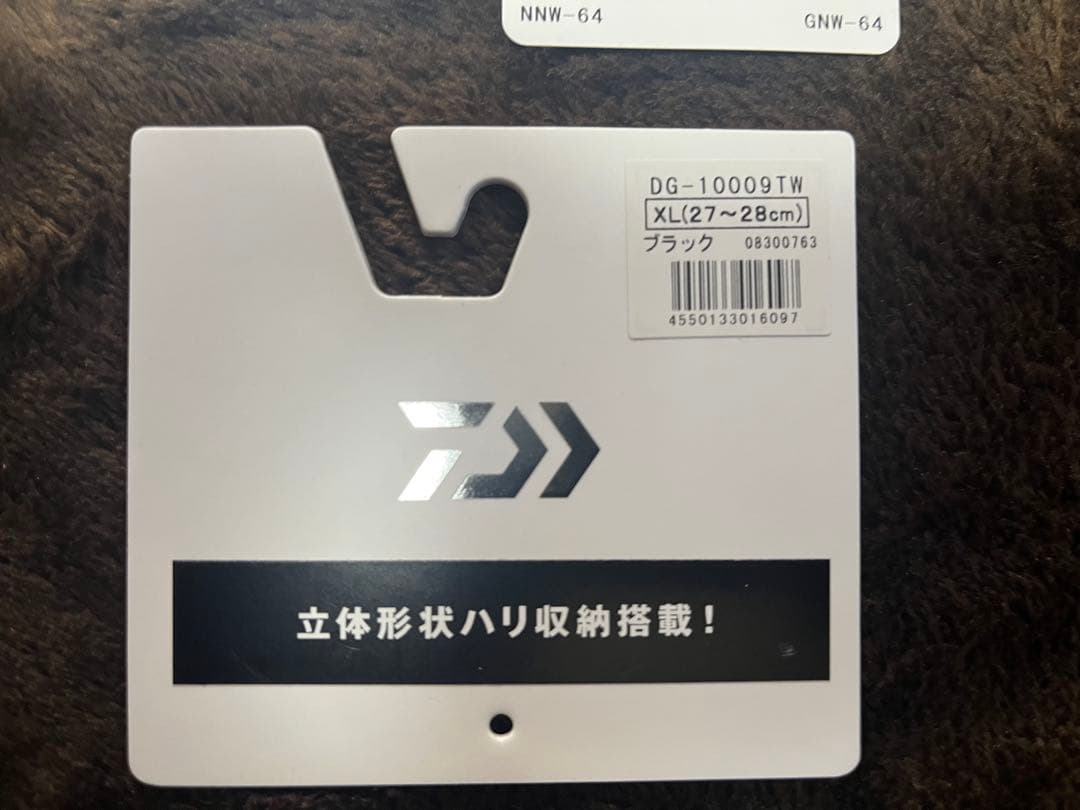 NNW-64
GNW-64
DG-10009TW
XL(27～28cm)
ブラック 08300763
4550133016097
立体形状ハリ収納搭載！